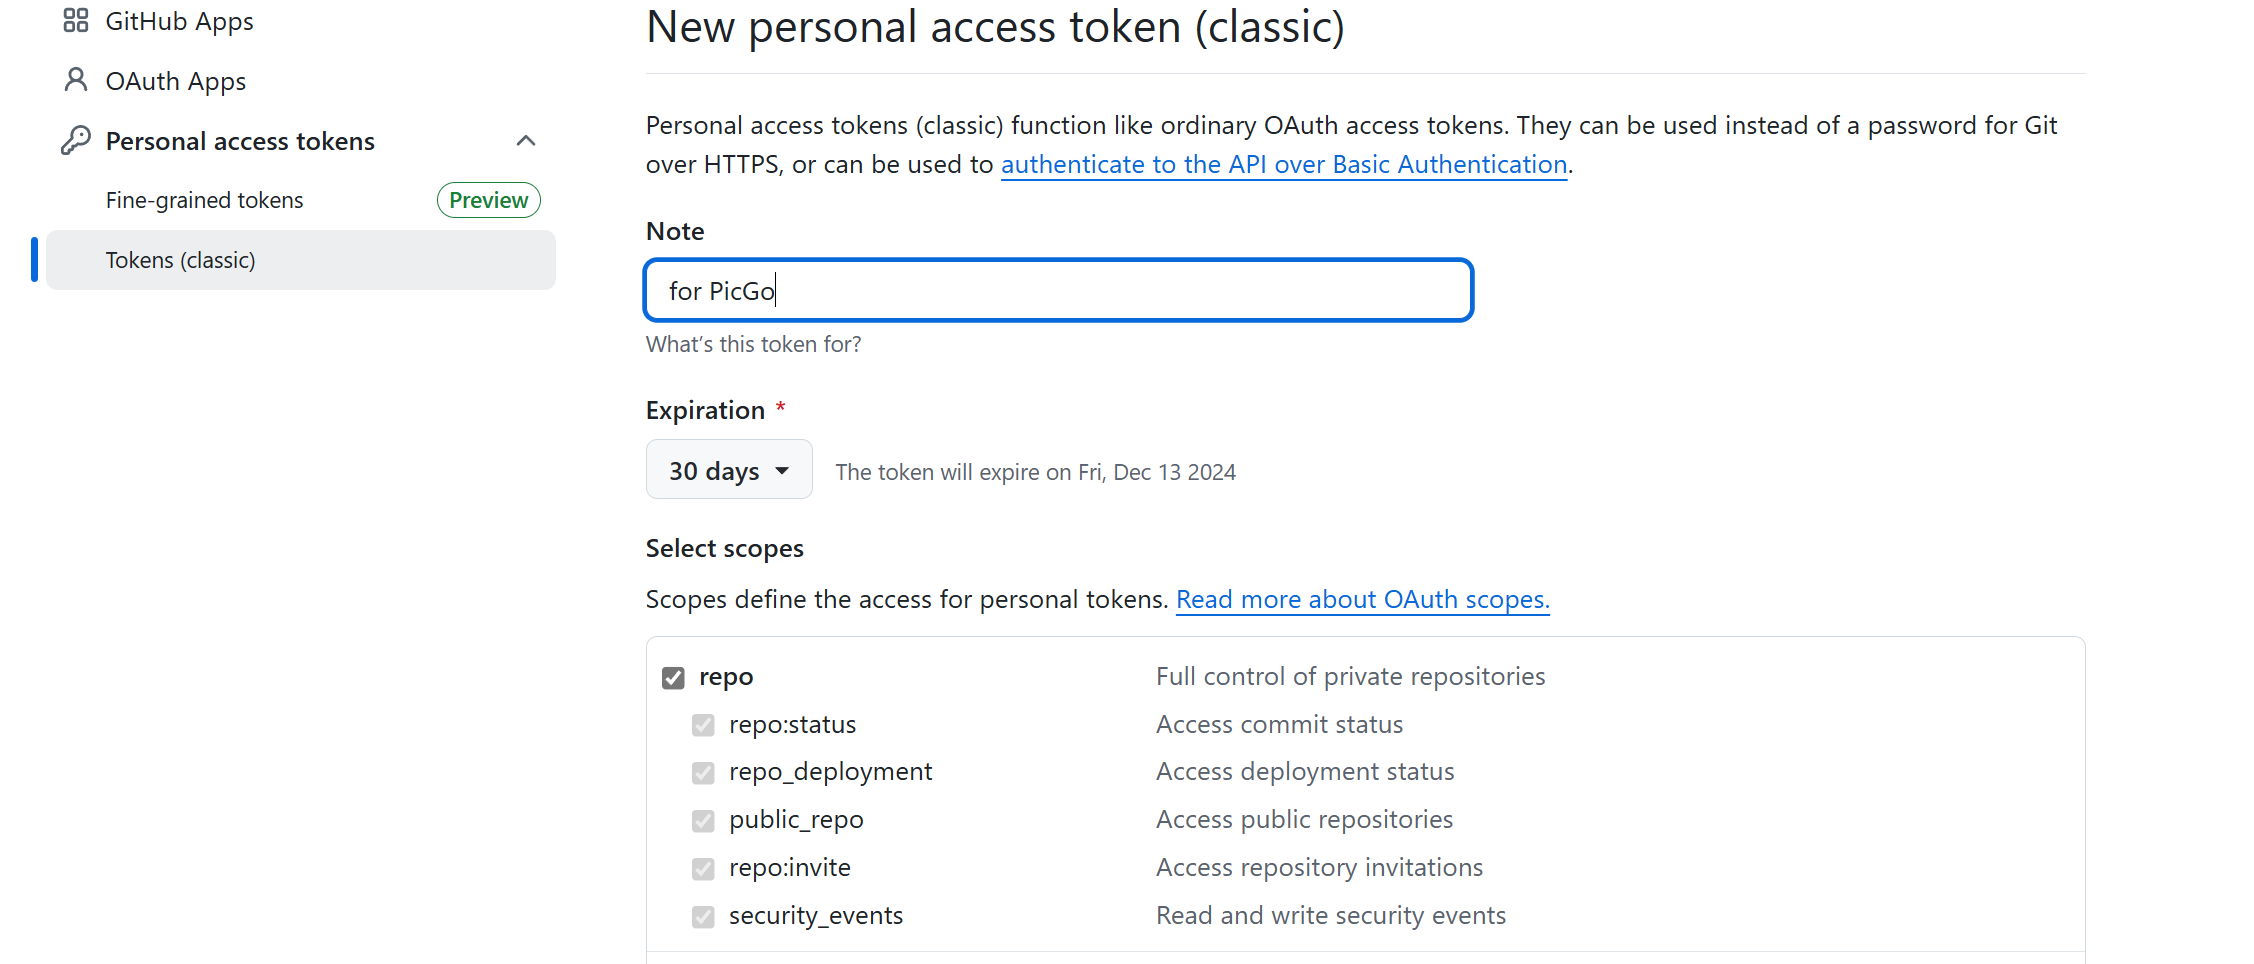 GitHub Apps
OAuth Apps
Personal access tokens
Fine-grained tokens Preview
Tokens (classic)
New personal access token (classic)
Personal access tokens (classic) function like ordinary OAuth access tokens. They can be used instead of a password for Git
over HTTPS, or can be used to authenticate to the API over Basic Authentication.
Note
for PicGo
What's this token for?
Expiration *
30 days The token will expire on Fri, Dec 13 2024
Select scopes
Scopes define the access for personal tokens. Read more about OAuth scopes.
repo Full control of private repositories
repo:status Access commit status
repo_deployment Access deployment status
public_repo Access public repositories
repo:invite Access repository invitations
security_events Read and write security events